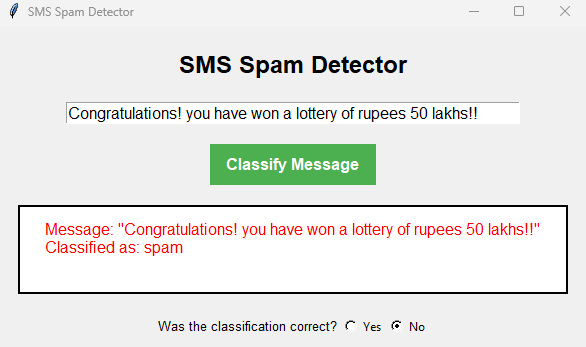 SMS Spam Detector
SMS Spam Detector
Congratulations! you have won a lottery of rupees 50 lakhs!!
Classify Message
Message: "Congratulations! you have won a lottery of rupees 50 lakhs!!"
Classified as: spam
Was the classification correct? Yes No